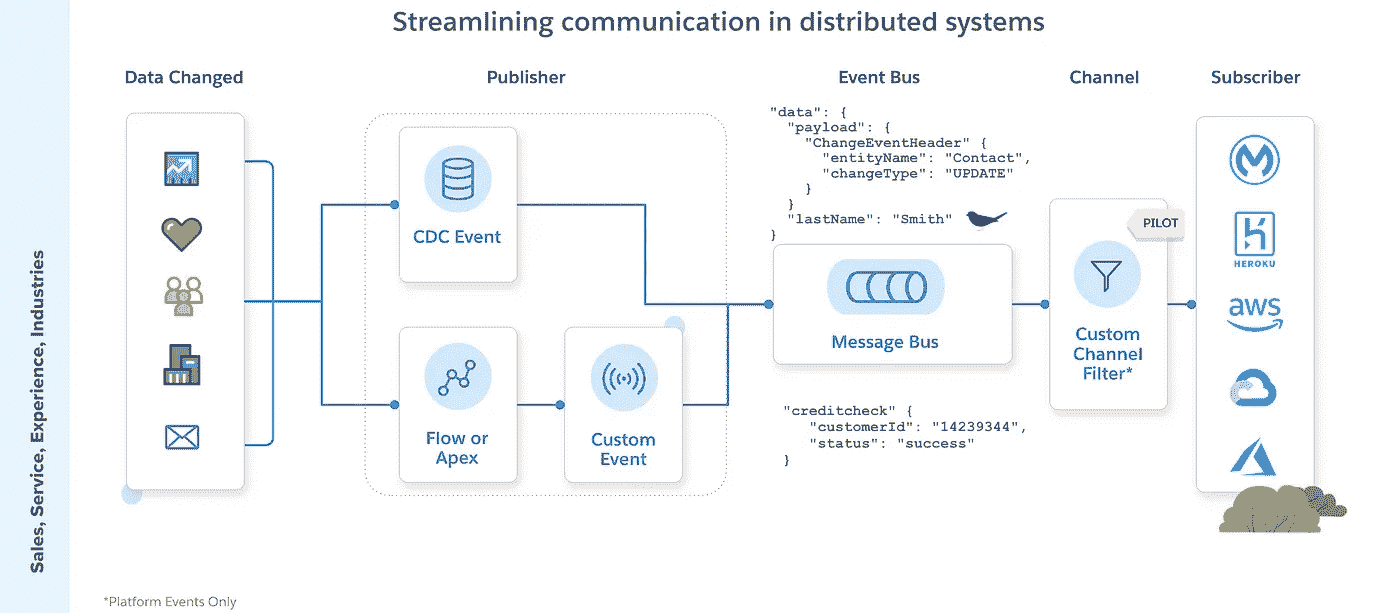 Streamlining communication in distributed systems
Data Changed
Publisher
Event Bus
Channel
Subscriber
Sales, Service, Experience, Industries
CDC Event
Flow or
Apex
Custom
Event
"data": {
"payload": {
"ChangeEventHeader" {
"entityName": "Contact",
"changeType": "UPDATE"
}
}
"lastName": "Smith"
}
Message Bus
"creditcheck" {
"customerId": "14239344",
"status": "success"
}
PILOT
Custom
Channel
Filter*
HEROKU
aws
*Platform Events Only